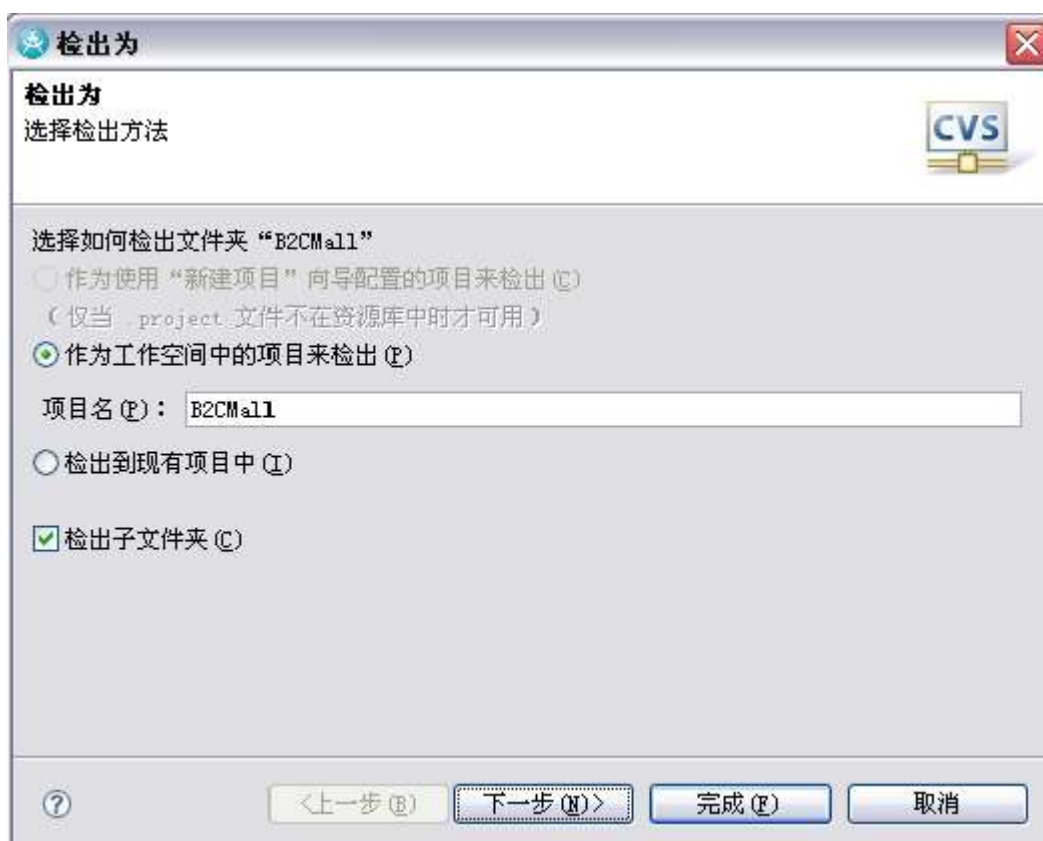 检出为
检出为
选择检出方法
CVS
选择如何检出文件夹“B2CMall”
作为使用“新建项目”向导配置的项目来检出(C)
(仅当 .project 文件不在资源库中时才可用)
作为工作空间中的项目来检出(P)
项目名(P): B2CMall
检出到现有项目中(I)
检出子文件夹(C)
<上一步(B) 下一步(N)> 完成(F) 取消